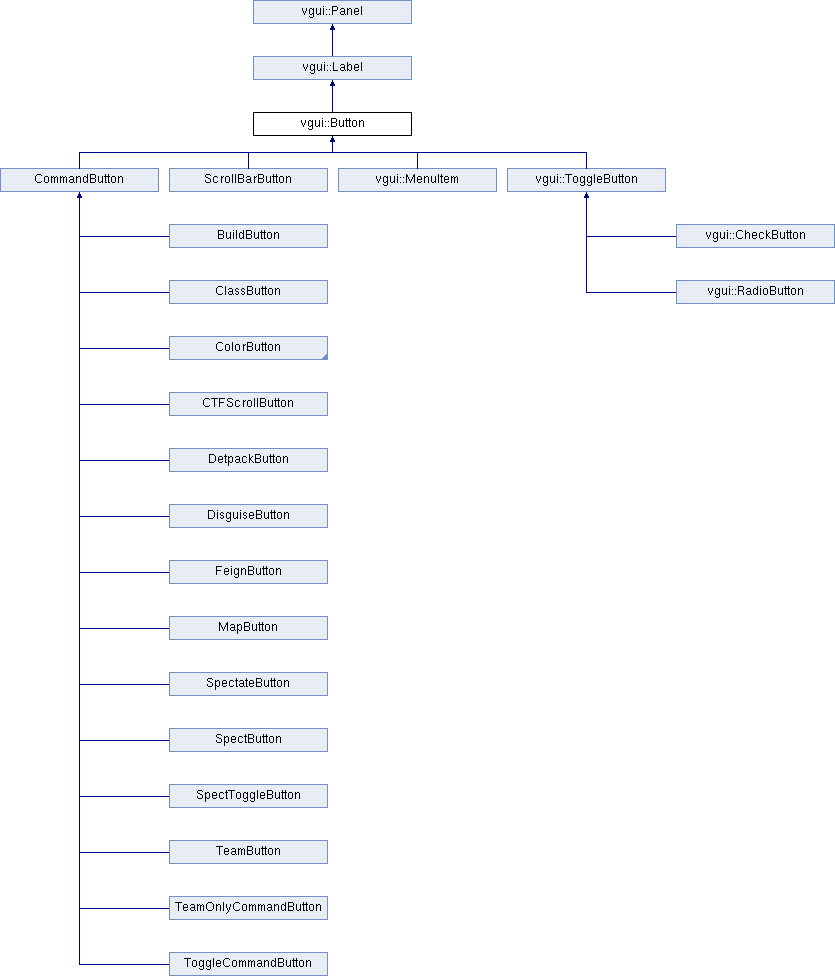 vgui::Panel
vgui::Label
vgui::Button
CommandButton
ScrollBarButton
vgui::MenuItem
vgui::ToggleButton
BuildButton
vgui::CheckButton
ClassButton
vgui::RadioButton
ColorButton
CTFScrollButton
DetpackButton
DisguiseButton
FeignButton
MapButton
SpectateButton
SpectButton
SpectToggleButton
TeamButton
TeamOnlyCommandButton
ToggleCommandButton